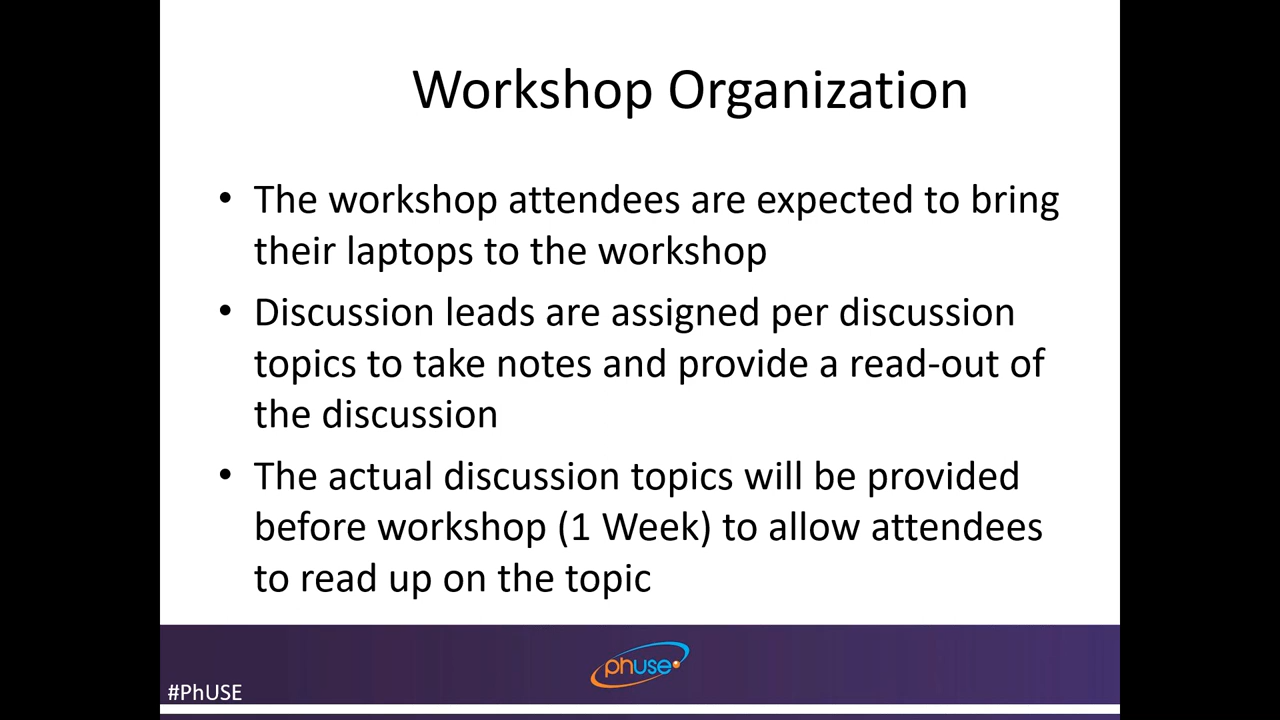 Workshop Organization
• The workshop attendees are expected to bring
their laptops to the workshop
• Discussion leads are assigned per discussion
topics to take notes and provide a read-out of
the discussion
• The actual discussion topics will be provided
before workshop (1 Week) to allow attendees
to read up on the topic
phuse
#PhUSE